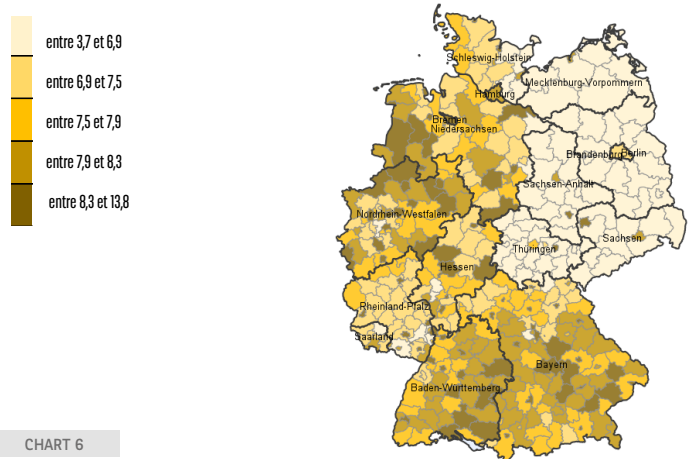 entre 3,7 et 6,9
entre 6,9 et 7,5
entre 7,5 et 7,9
entre 7,9 et 8,3
entre 8,3 et 13,8
Schleswig-Holstein
Mecklenburg-Vorpommern
Hamburg
Bremen
Niedersachsen
Brandenburg
Berlin
Sachsen-Anhalt
Nordrhein-Westfalen
Sachsen
Thüringen
Hessen
Rheinland-Pfalz
Saarland
Bayern
Baden-Württemberg
CHART 6